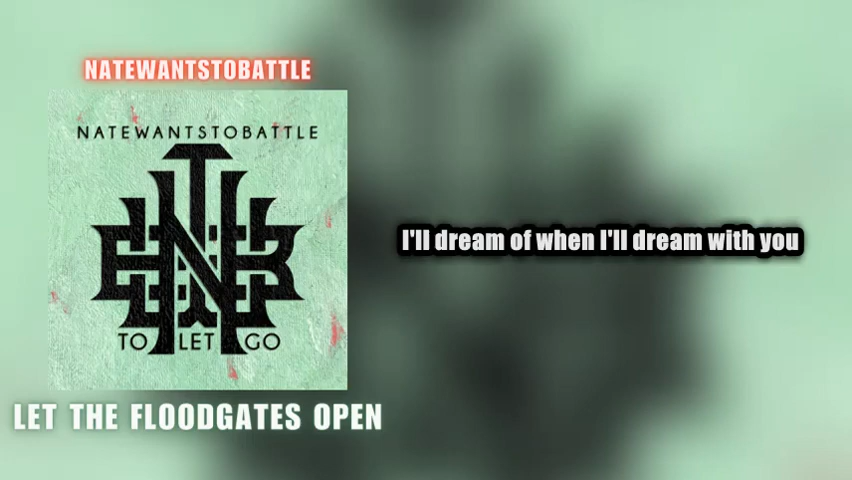 NATEWANTSTOBATTLE
NATEWANTSTOBATTLE
TO LET GO
LET THE FLOODGATES OPEN
I'll dream of when I'll dream with you